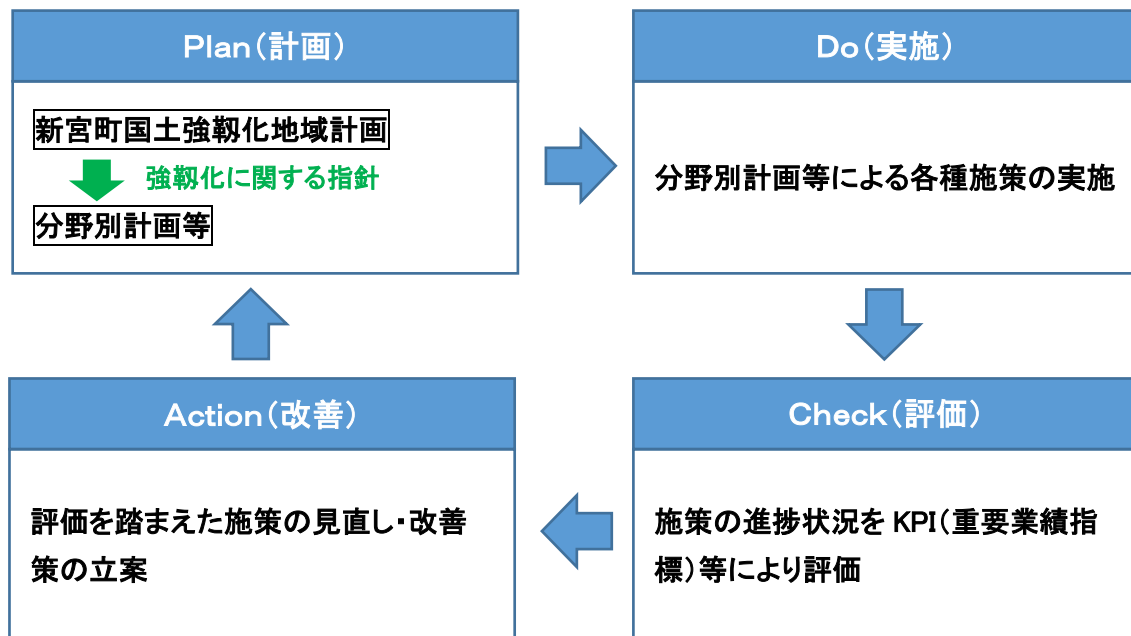 Plan(計画)
新宮町国土強靱化地域計画
強靱化に関する指針
分野別計画等
Do(実施)
分野別計画等による各種施策の実施
Check(評価)
施策の進捗状況を KPI(重要業績指
標)等により評価
Action(改善)
評価を踏まえた施策の見直し・改善
策の立案